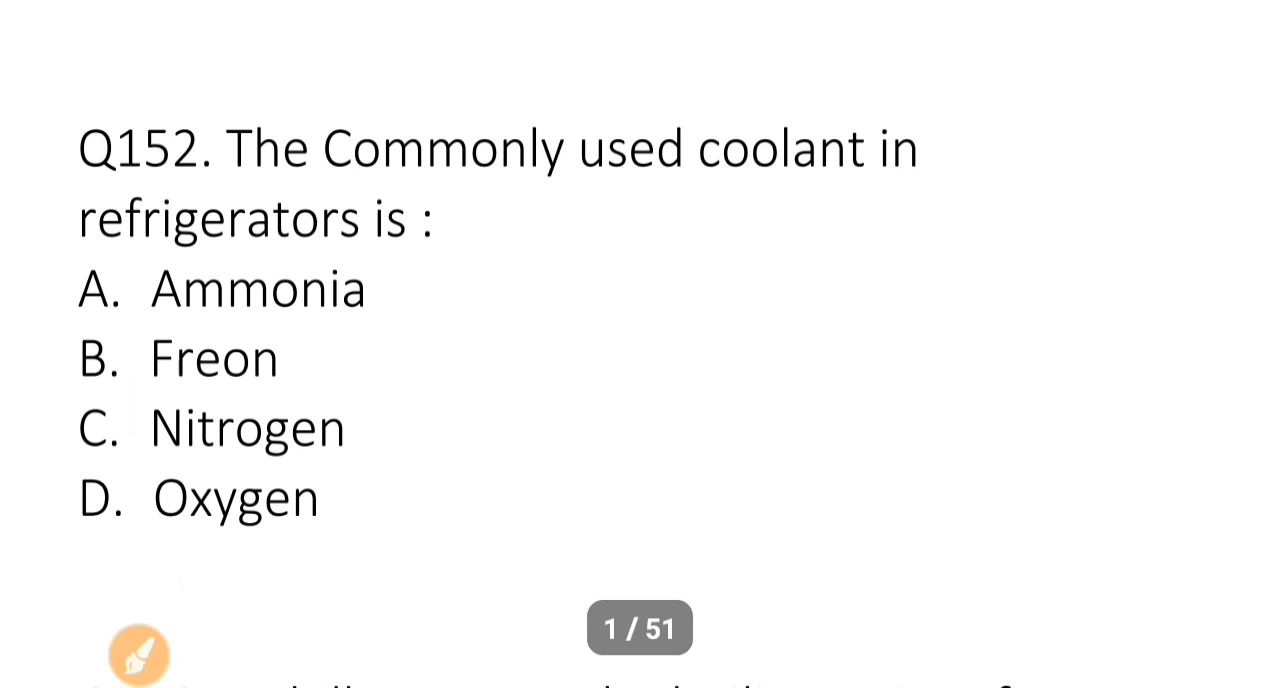 Q152. The Commonly used coolant in
refrigerators is :
A. Ammonia
B. Freon
C. Nitrogen
D. Oxygen
1 / 51